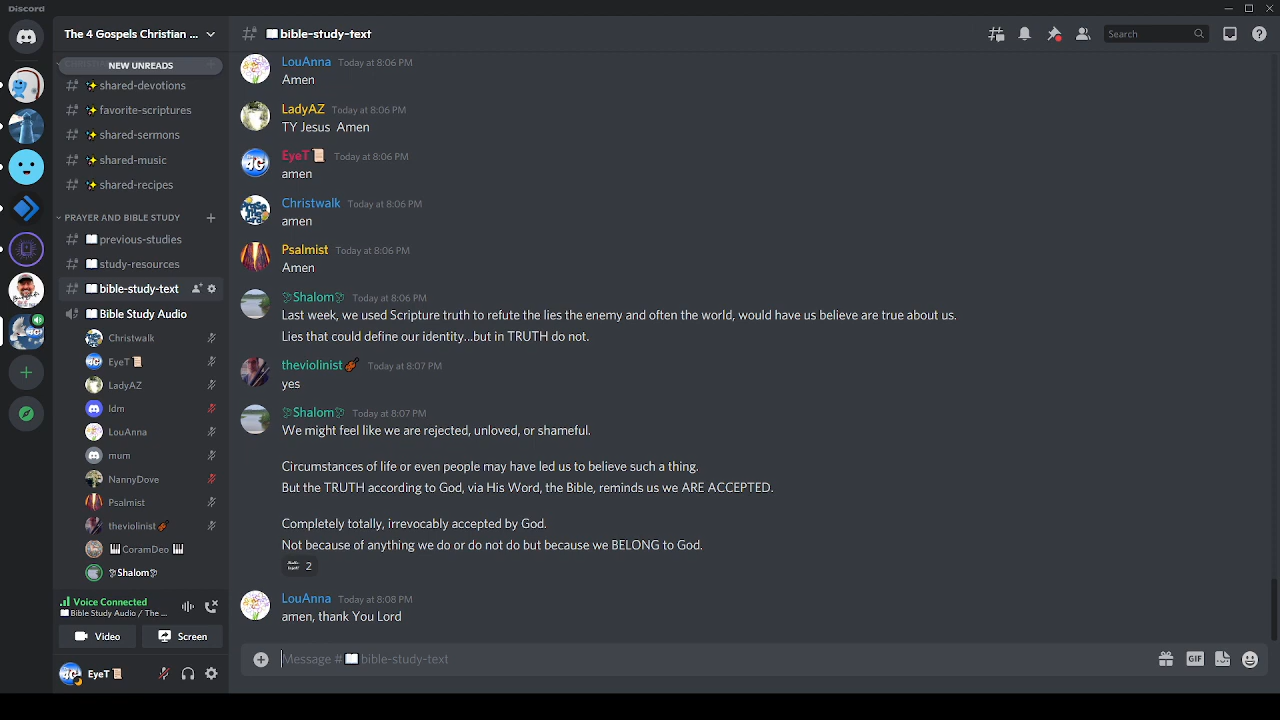 Discord
The 4 Gospels Christian ...
NEW UNREADS
shared-devotions
favorite-scriptures
shared-sermons
shared-music
shared-recipes
PRAYER AND BIBLE STUDY
previous-studies
study-resources
bible-study-text
Bible Study Audio
Christwalk
EyeT
LadyAZ
ldm
LouAnna
mum
NannyDove
Psalmist
theviolinist
CoramDeo
Shalom
Voice Connected
Bible Study Audio / The ...
Video
Screen
EyeT
bible-study-text
Search
LouAnna Today at 8:06 PM
Amen
LadyAZ Today at 8:06 PM
TY Jesus Amen
EyeT Today at 8:06 PM
amen
Christwalk Today at 8:06 PM
amen
Psalmist Today at 8:06 PM
Amen
Shalom Today at 8:06 PM
Last week, we used Scripture truth to refute the lies the enemy and often the world, would have us believe are true about us.
Lies that could define our identity...but in TRUTH do not.
theviolinist Today at 8:07 PM
yes
Shalom Today at 8:07 PM
We might feel like we are rejected, unloved, or shameful.
Circumstances of life or even people may have led us to believe such a thing.
But the TRUTH according to God, via His Word, the Bible, reminds us we ARE ACCEPTED.
Completely totally, irrevocably accepted by God.
Not because of anything we do or do not do but because we BELONG to God.
2
LouAnna Today at 8:08 PM
amen, thank You Lord
Message # bible-study-text
GIF